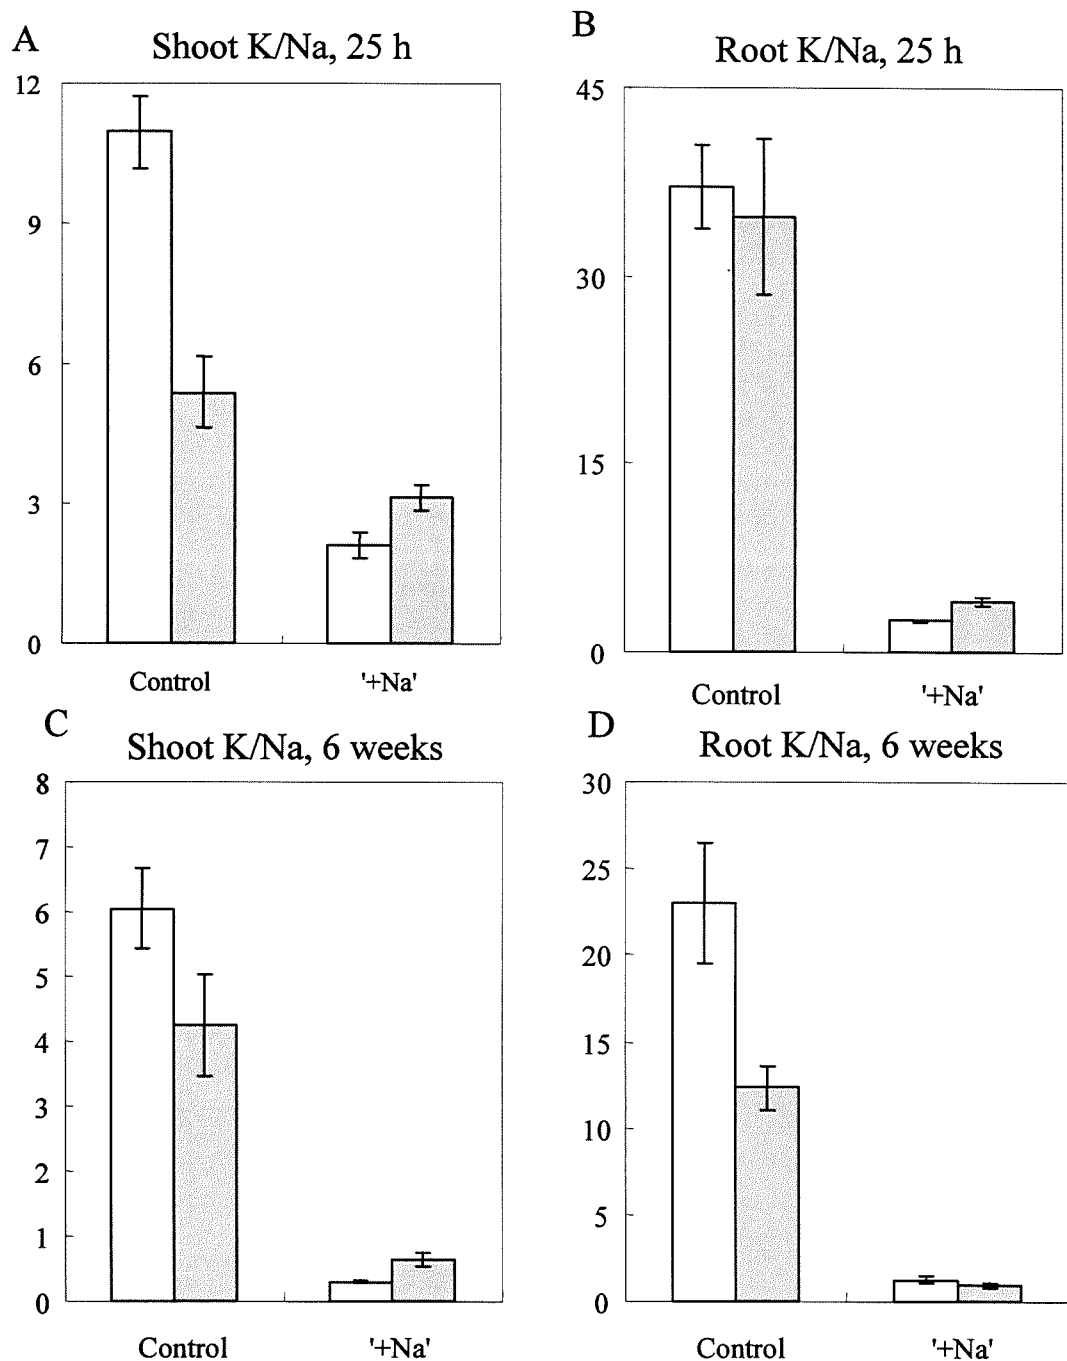 A
Shoot K/Na, 25 h
12
9
6
3
0
Control '+Na'
B
Root K/Na, 25 h
45
30
15
0
Control '+Na'
C
Shoot K/Na, 6 weeks
8
7
6
5
4
3
2
1
0
Control '+Na'
D
Root K/Na, 6 weeks
30
25
20
15
10
5
0
Control '+Na'